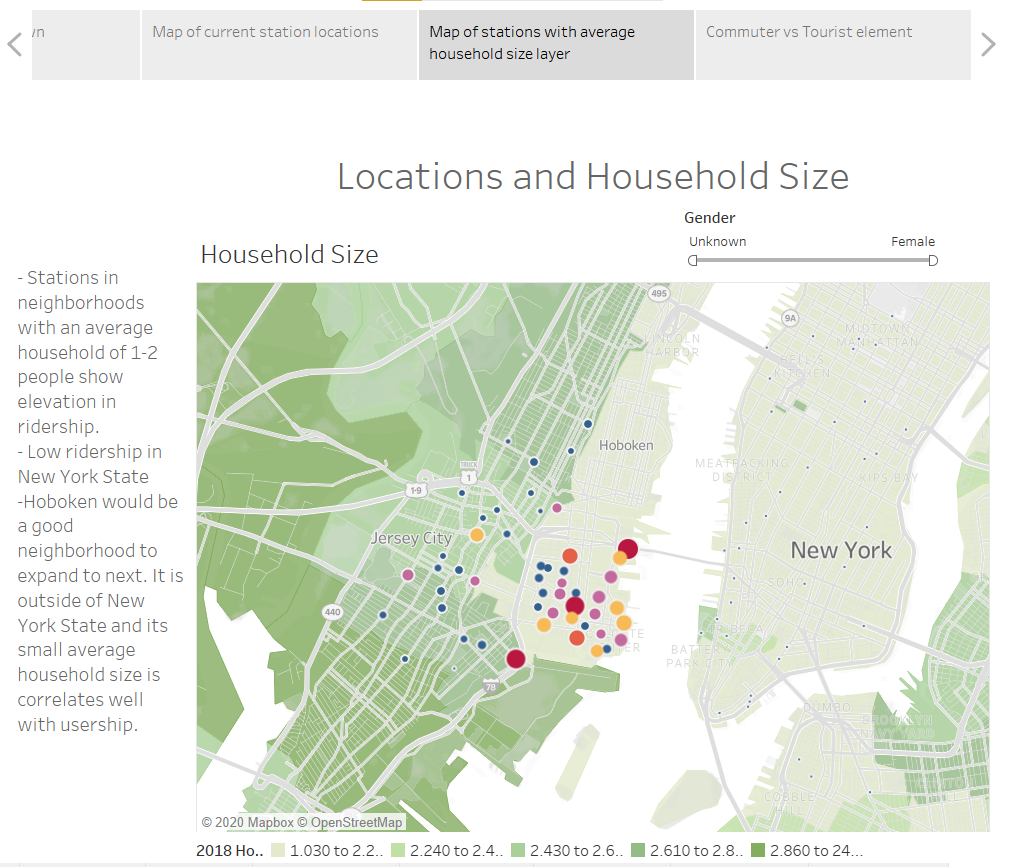 wn
Map of current station locations
Map of stations with average
household size layer
Commuter vs Tourist element
Locations and Household Size
Gender
Unknown
Female
Household Size
- Stations in
neighborhoods
with an average
household of 1-2
people show
elevation in
ridership.
- Low ridership in
New York State
-Hoboken would be
a good
neighborhood to
expand to next. It is
outside of New
York State and its
small average
household size is
correlates well
with usership.
495
9A
LINCOLN
HARBOR
MIDTOWN
MANHATTAN
KITCHEN
Hoboken
MEATPACKING
DISTRICT
TRUCK
1
1-9
Jersey City
New York
SOHO
440
BATTERY
PARK CITY
78
DUMBO
BROOKLYN
COBBLE
HILL
© 2020 Mapbox © OpenStreetMap
2018 Ho..
1.030 to 2.2..
2.240 to 2.4..
2.430 to 2.6..
2.610 to 2.8..
2.860 to 24...